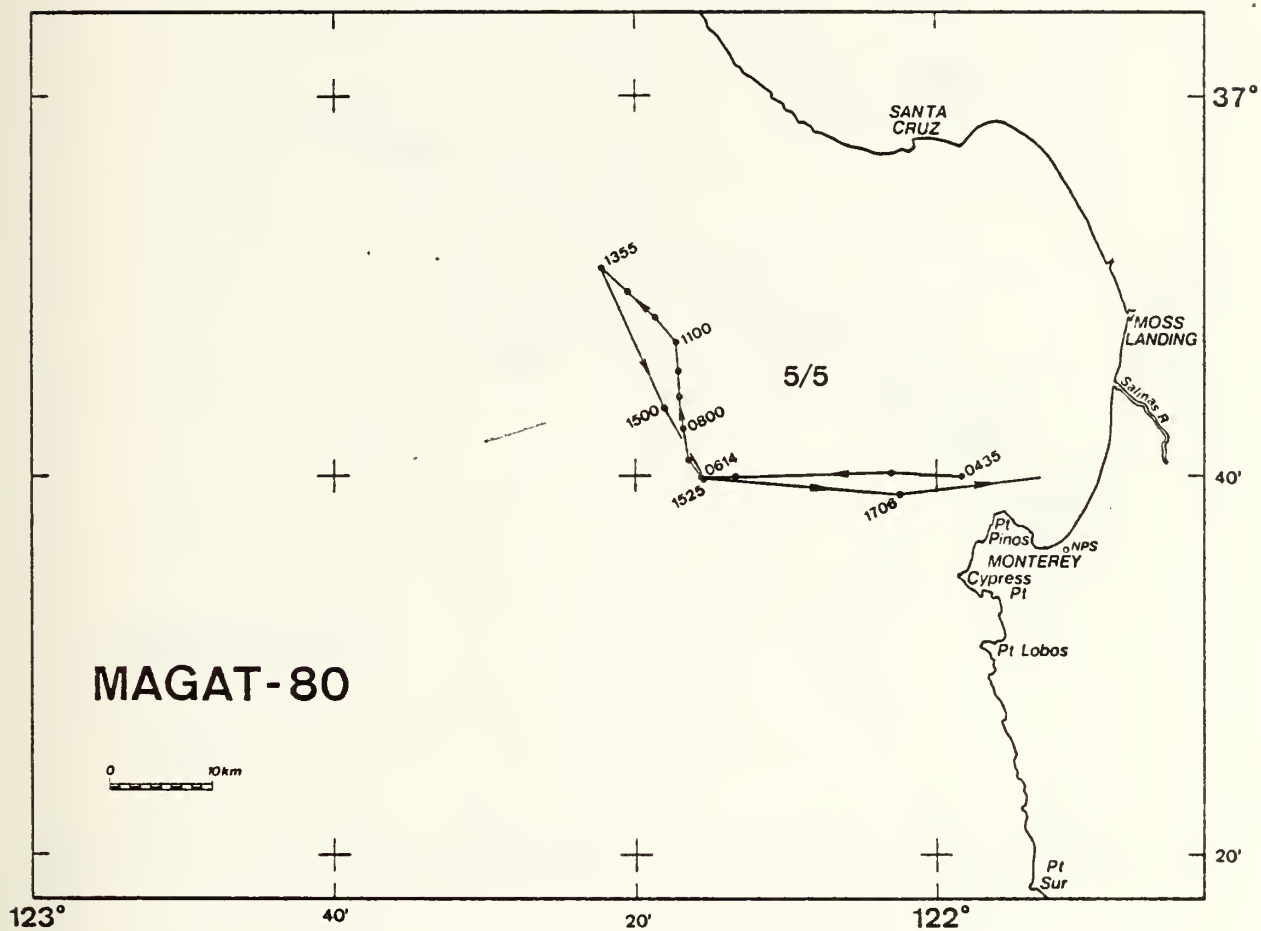 37°
SANTA
CRUZ
1355
MOSS
LANDING
1100
5/5
Salinas R
1500
0800
0614
0435
40'
1525
1706
Pt
Pinos
NPS
MONTEREY
Cypress
Pt
Pt Lobos
MAGAT-80
0 10km
20'
Pt
Sur
123°
40'
20'
122°